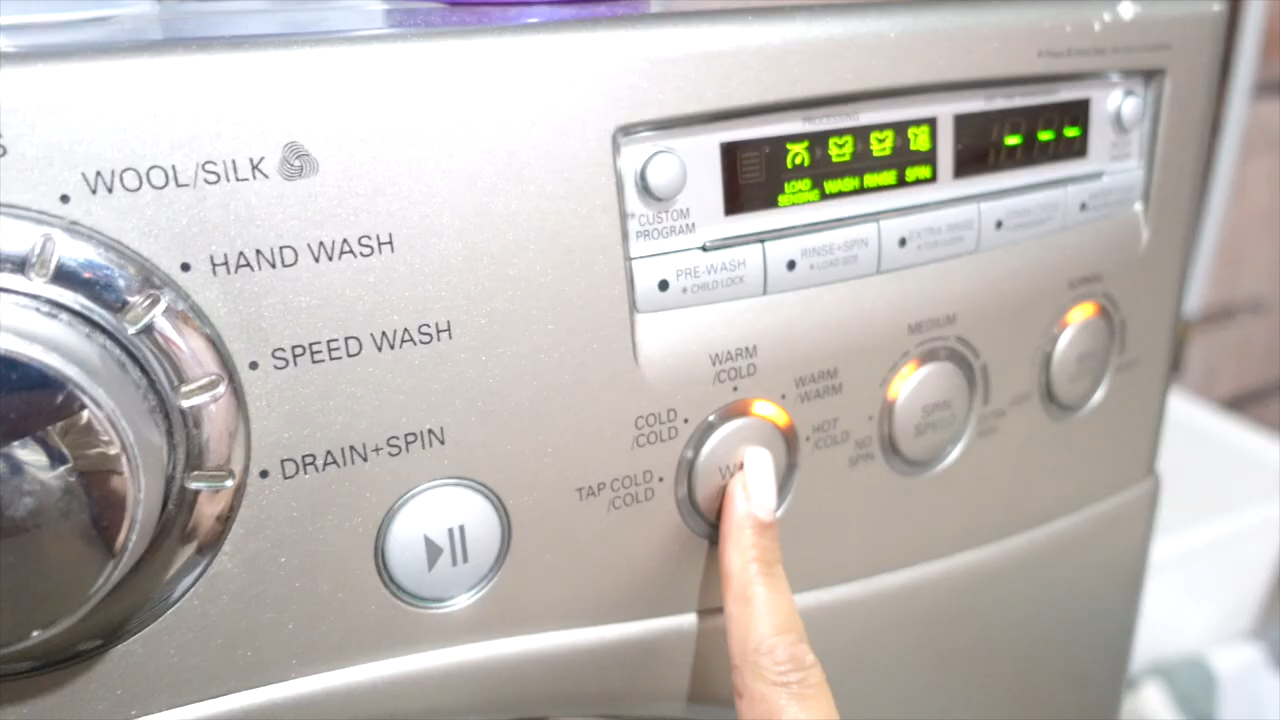 WOOL/SILK
HAND WASH
SPEED WASH
DRAIN+SPIN
PROCESSING
LOAD
SENSING
WASH
RINSE
SPIN
CUSTOM
PROGRAM
PRE-WASH
* CHILD LOCK
RINSE+SPIN
* LOAD SIZE
EXTRA RINSE
WARM
/COLD
WARM
/WARM
COLD
/COLD
HOT
/COLD
TAP COLD
/COLD
MEDIUM
SPIN
SPEED
NO
SPIN
NORMAL